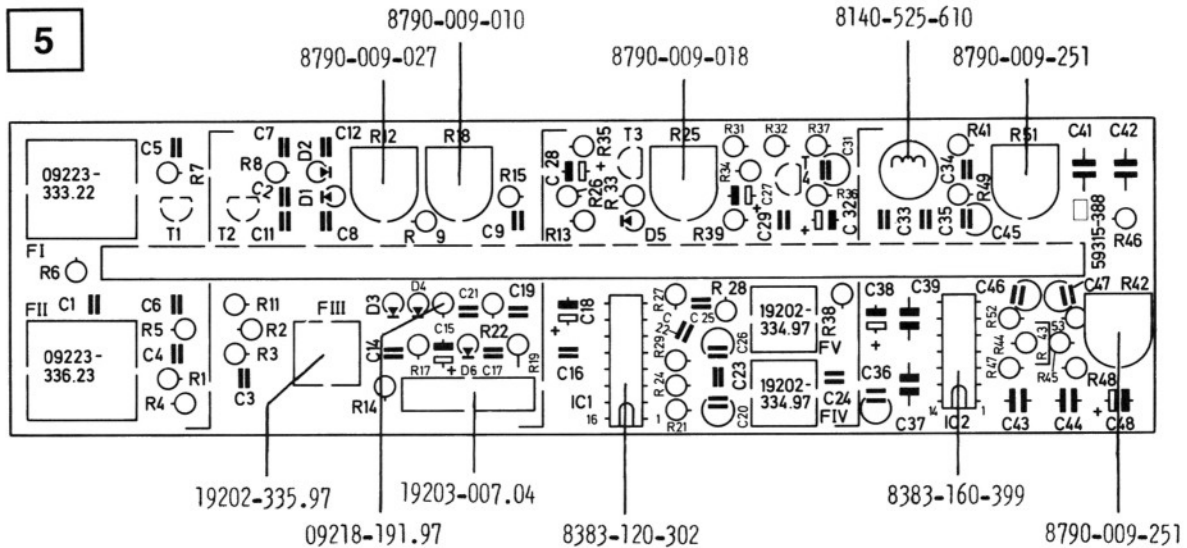 5
8790-009-010
8140-525-610
8790-009-027
8790-009-018
8790-009-251
C5
R7
T1
C7
D2
C12
R12
R18
R8
C2
D1
R15
T2
C11
C8
R 9
C9
C 28
R35
T3
R25
R31
R32
R37
C31
R26
R 33
R34
C27
T 4
R36
R13
D5
R39
C29
C 32
R41
R51
C41
C42
C34
R49
C33
C35
C45
59315-388
R46
09223-
333.22
FI
R6
FII
C1
C6
R5
C4
R1
R4
09223-
336.23
R11
R2
R3
C3
FIII
D3
D4
C21
C19
C14
C15
R22
R17
D6
C17
R19
R14
C18
C16
IC1
16
1
R27
C 22
C 25
R 28
R29
R24
R21
C26
C23
C20
19202-
334.97
FV
19202-
334.97
FIV
R38
C24
C38
C39
C36
C37
IC2
14
1
C46
C47
R42
R52
53
R44
R 43
R47
R45
R48
C43
C44
C48
19202-335.97
19203-007.04
8383-160-399
09218-191.97
8383-120-302
8790-009-251